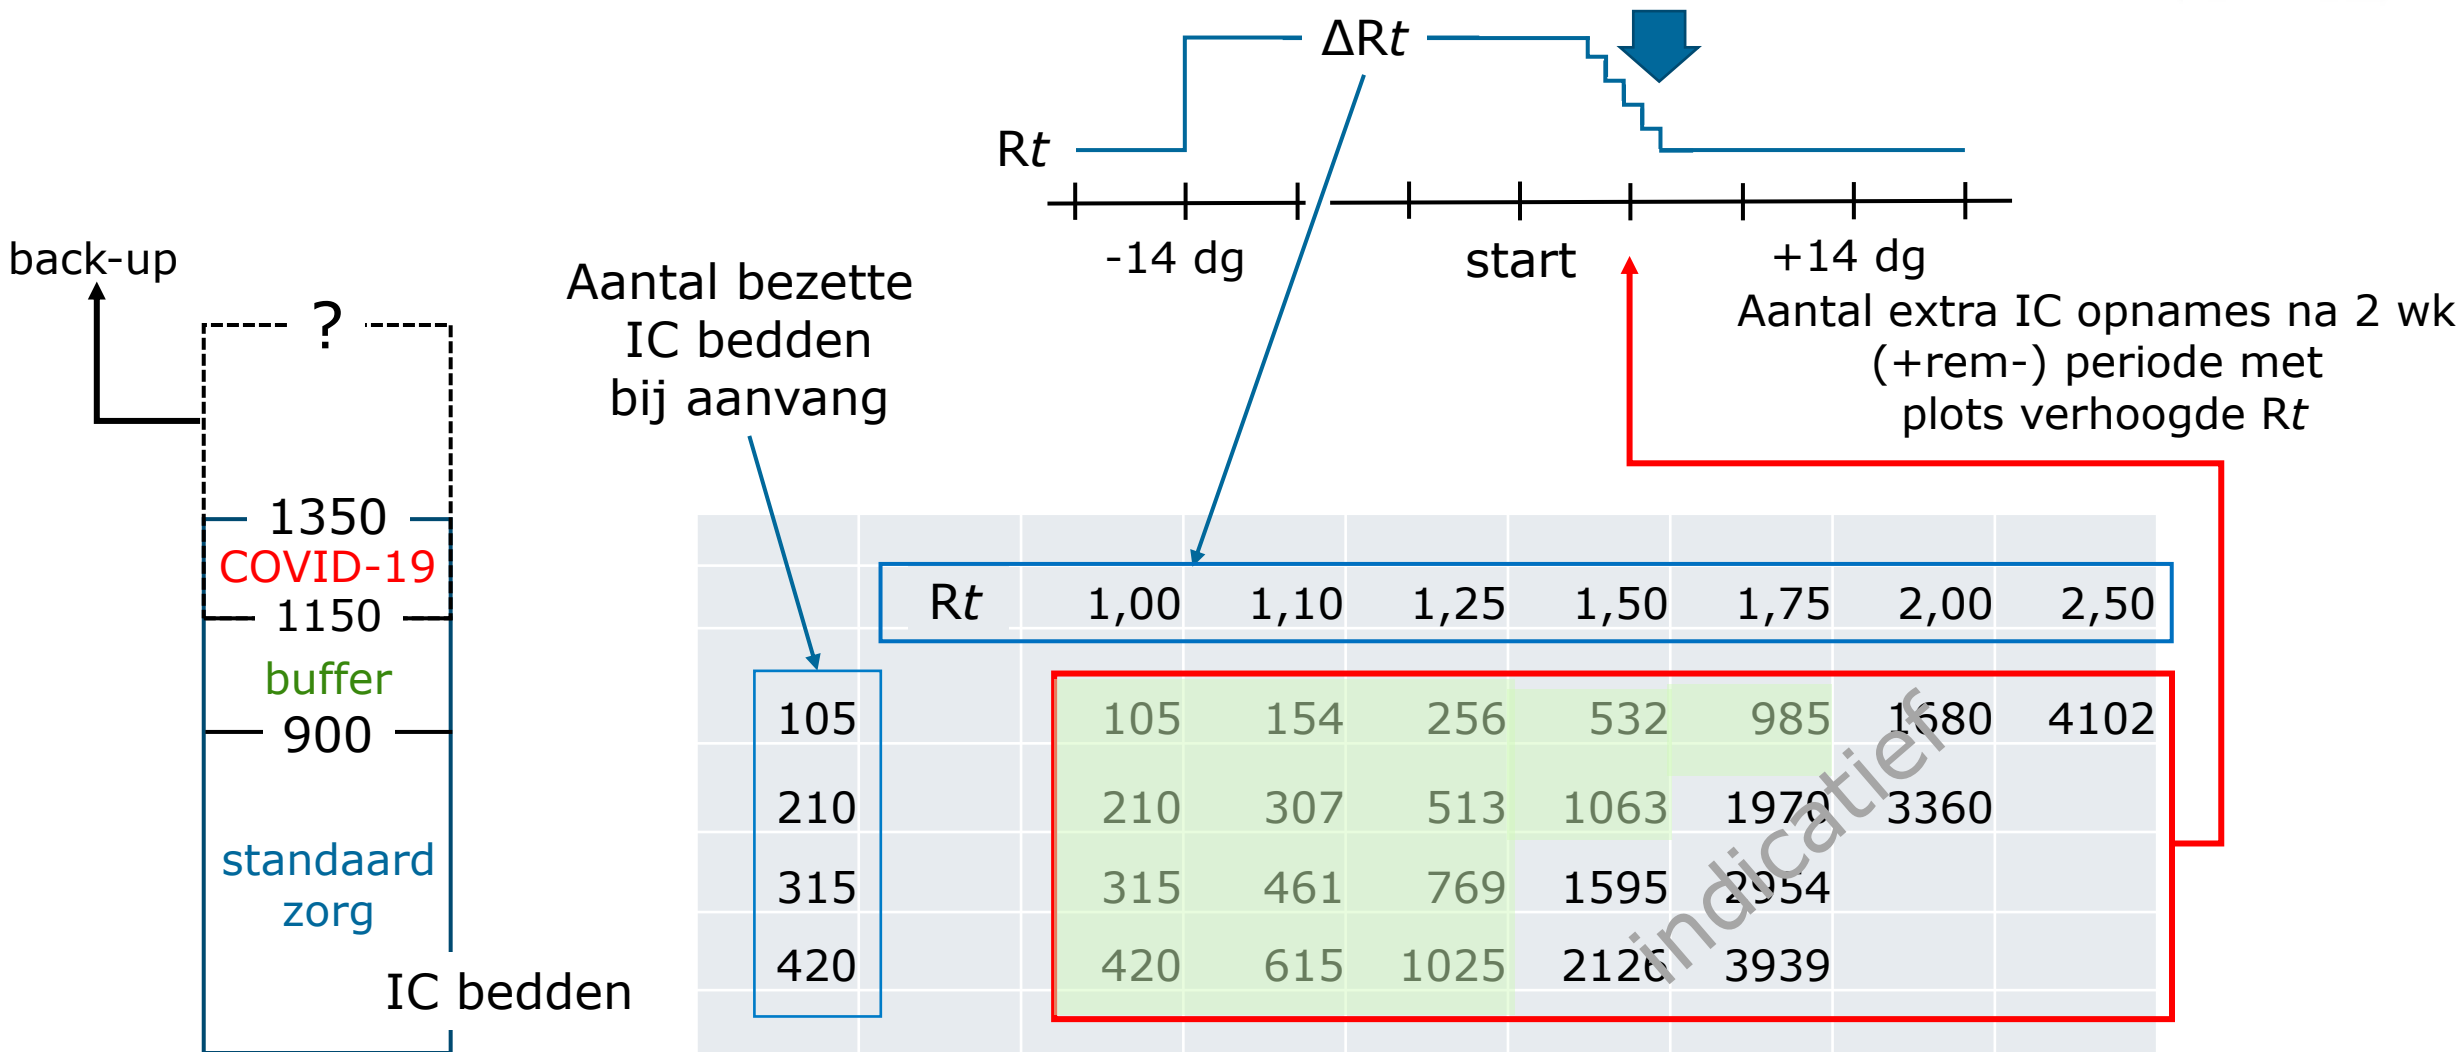 ΔRt
Rt
-14 dg
start
+14 dg
back-up
?
Aantal bezette
IC bedden
bij aanvang
Aantal extra IC opnames na 2 wk
(+rem-) periode met
plots verhoogde Rt
1350
COVID-19
1150
buffer
900
standaard
zorg
IC bedden
Rt 1,00 1,10 1,25 1,50 1,75 2,00 2,50
105 105 154 256 532 985 1680 4102
210 210 307 513 1063 1970 3360
315 315 461 769 1595 2954
420 420 615 1025 2126 3939
indicatief